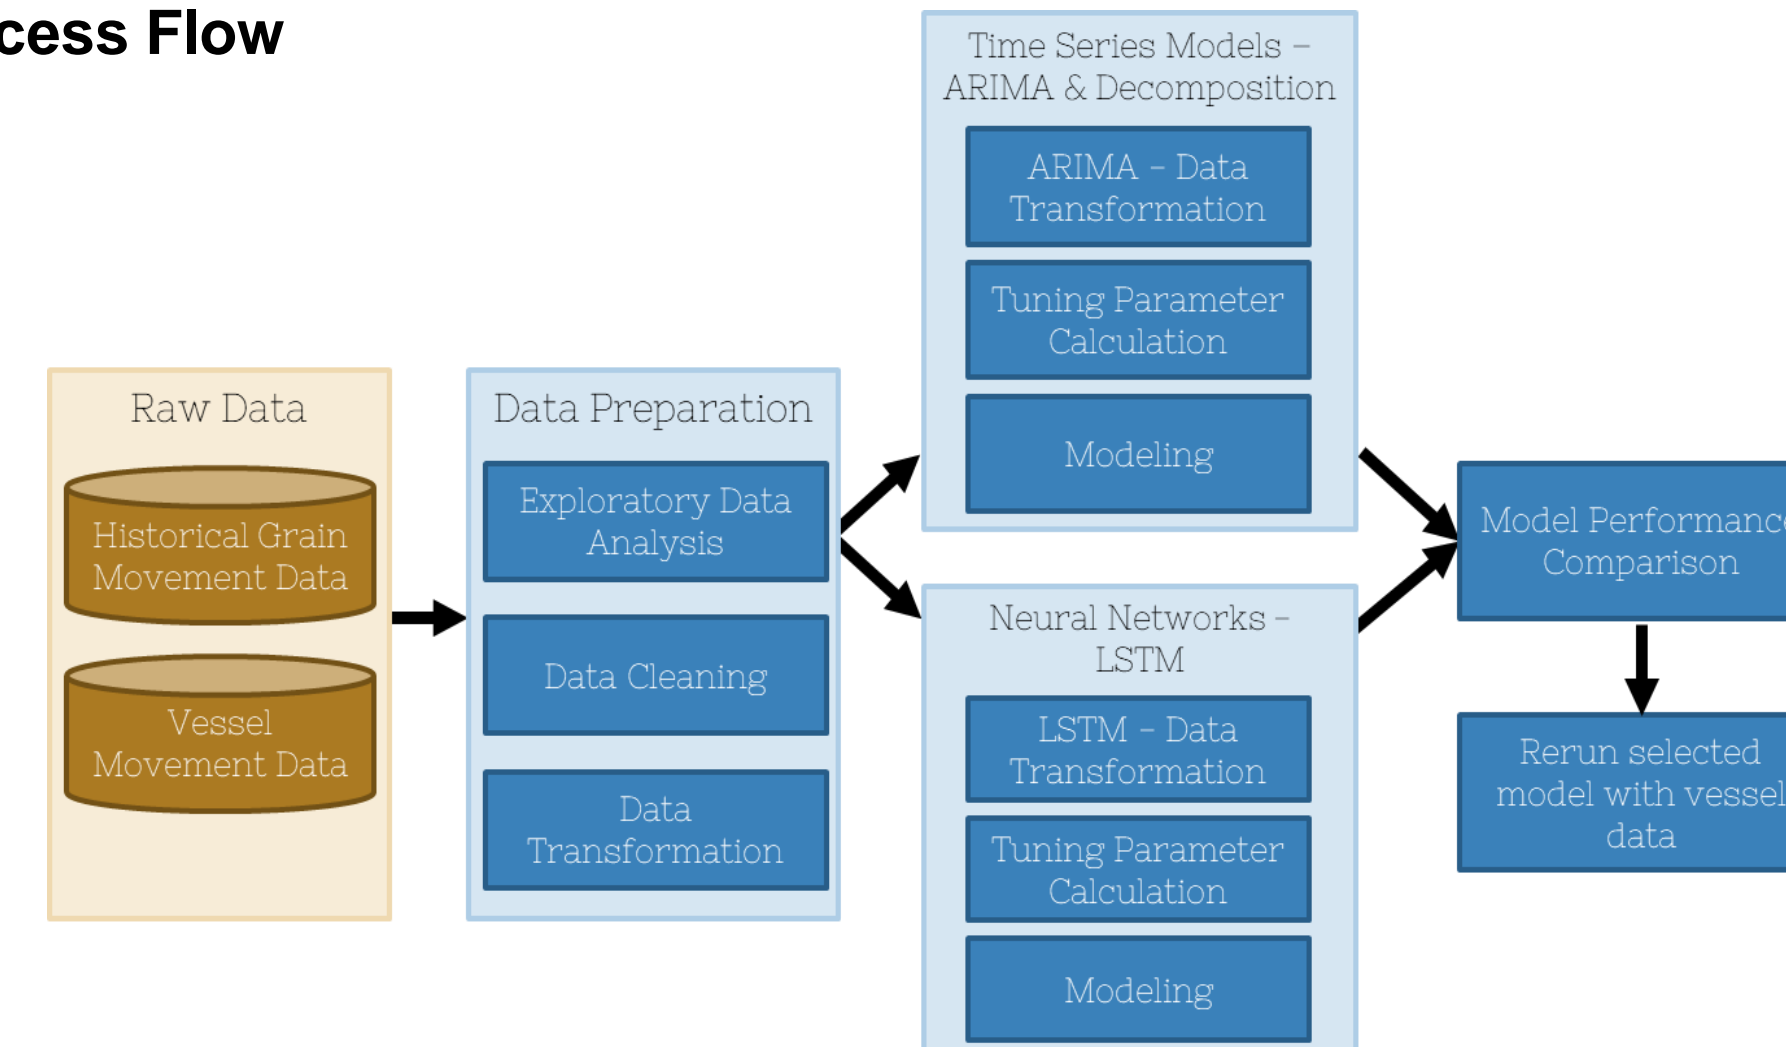 cess Flow
Raw Data
Historical Grain
Movement Data
Vessel
Movement Data
Data Preparation
Exploratory Data
Analysis
Data Cleaning
Data
Transformation
Time Series Models –
ARIMA & Decomposition
ARIMA – Data
Transformation
Tuning Parameter
Calculation
Modeling
Neural Networks –
LSTM
LSTM – Data
Transformation
Tuning Parameter
Calculation
Modeling
Model Performance
Comparison
Rerun selected
model with vessel
data